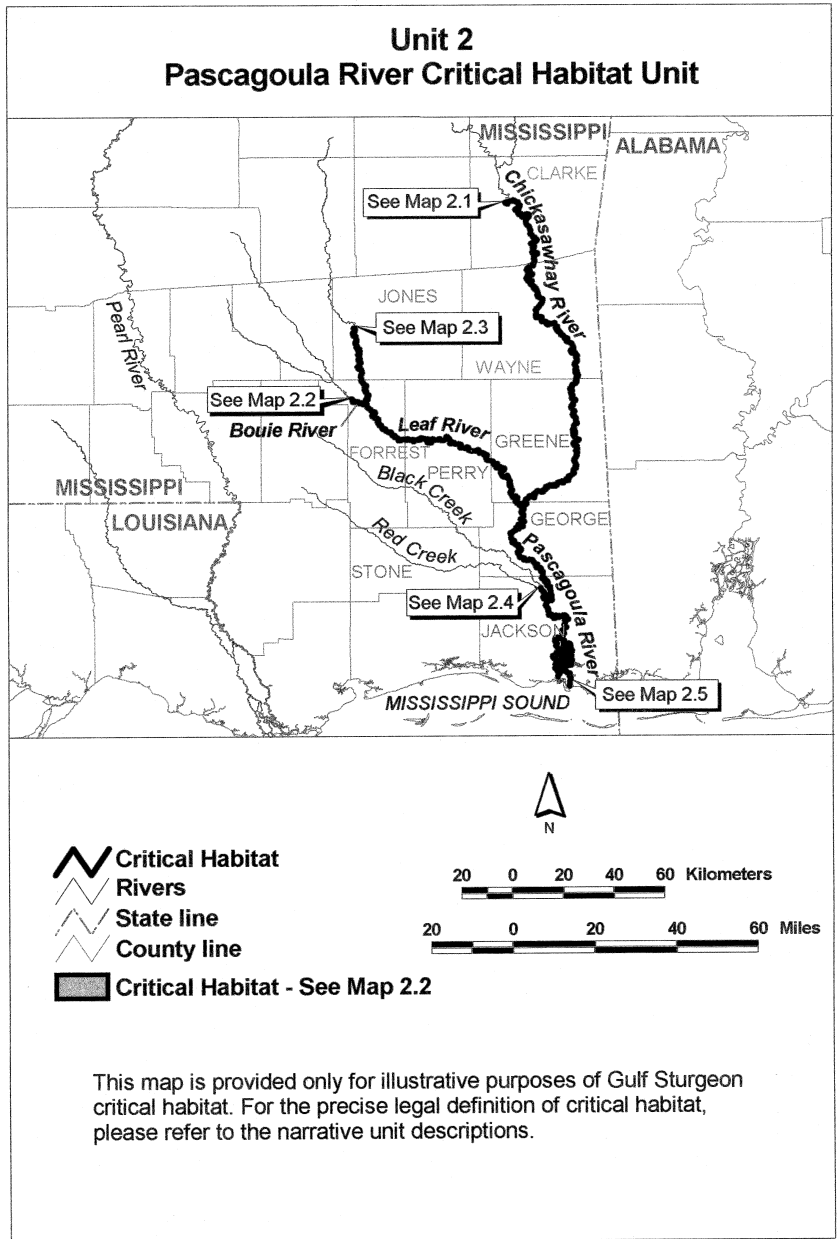 Unit 2
Pascagoula River Critical Habitat Unit
MISSISSIPPI
ALABAMA
CLARKE
See Map 2.1
Chickasawhay River
JONES
Pearl River
See Map 2.3
WAYNE
See Map 2.2
Bouie River
Leaf River
GREENE
FORREST
PERRY
Black Creek
MISSISSIPPI
LOUISIANA
GEORGE
Red Creek
STONE
Pascagoula River
See Map 2.4
JACKSON
See Map 2.5
MISSISSIPPI SOUND
N
Critical Habitat
Rivers
State line
County line
Critical Habitat - See Map 2.2
20 0 20 40 60 Kilometers
20 0 20 40 60 Miles
This map is provided only for illustrative purposes of Gulf Sturgeon
critical habitat. For the precise legal definition of critical habitat,
please refer to the narrative unit descriptions.